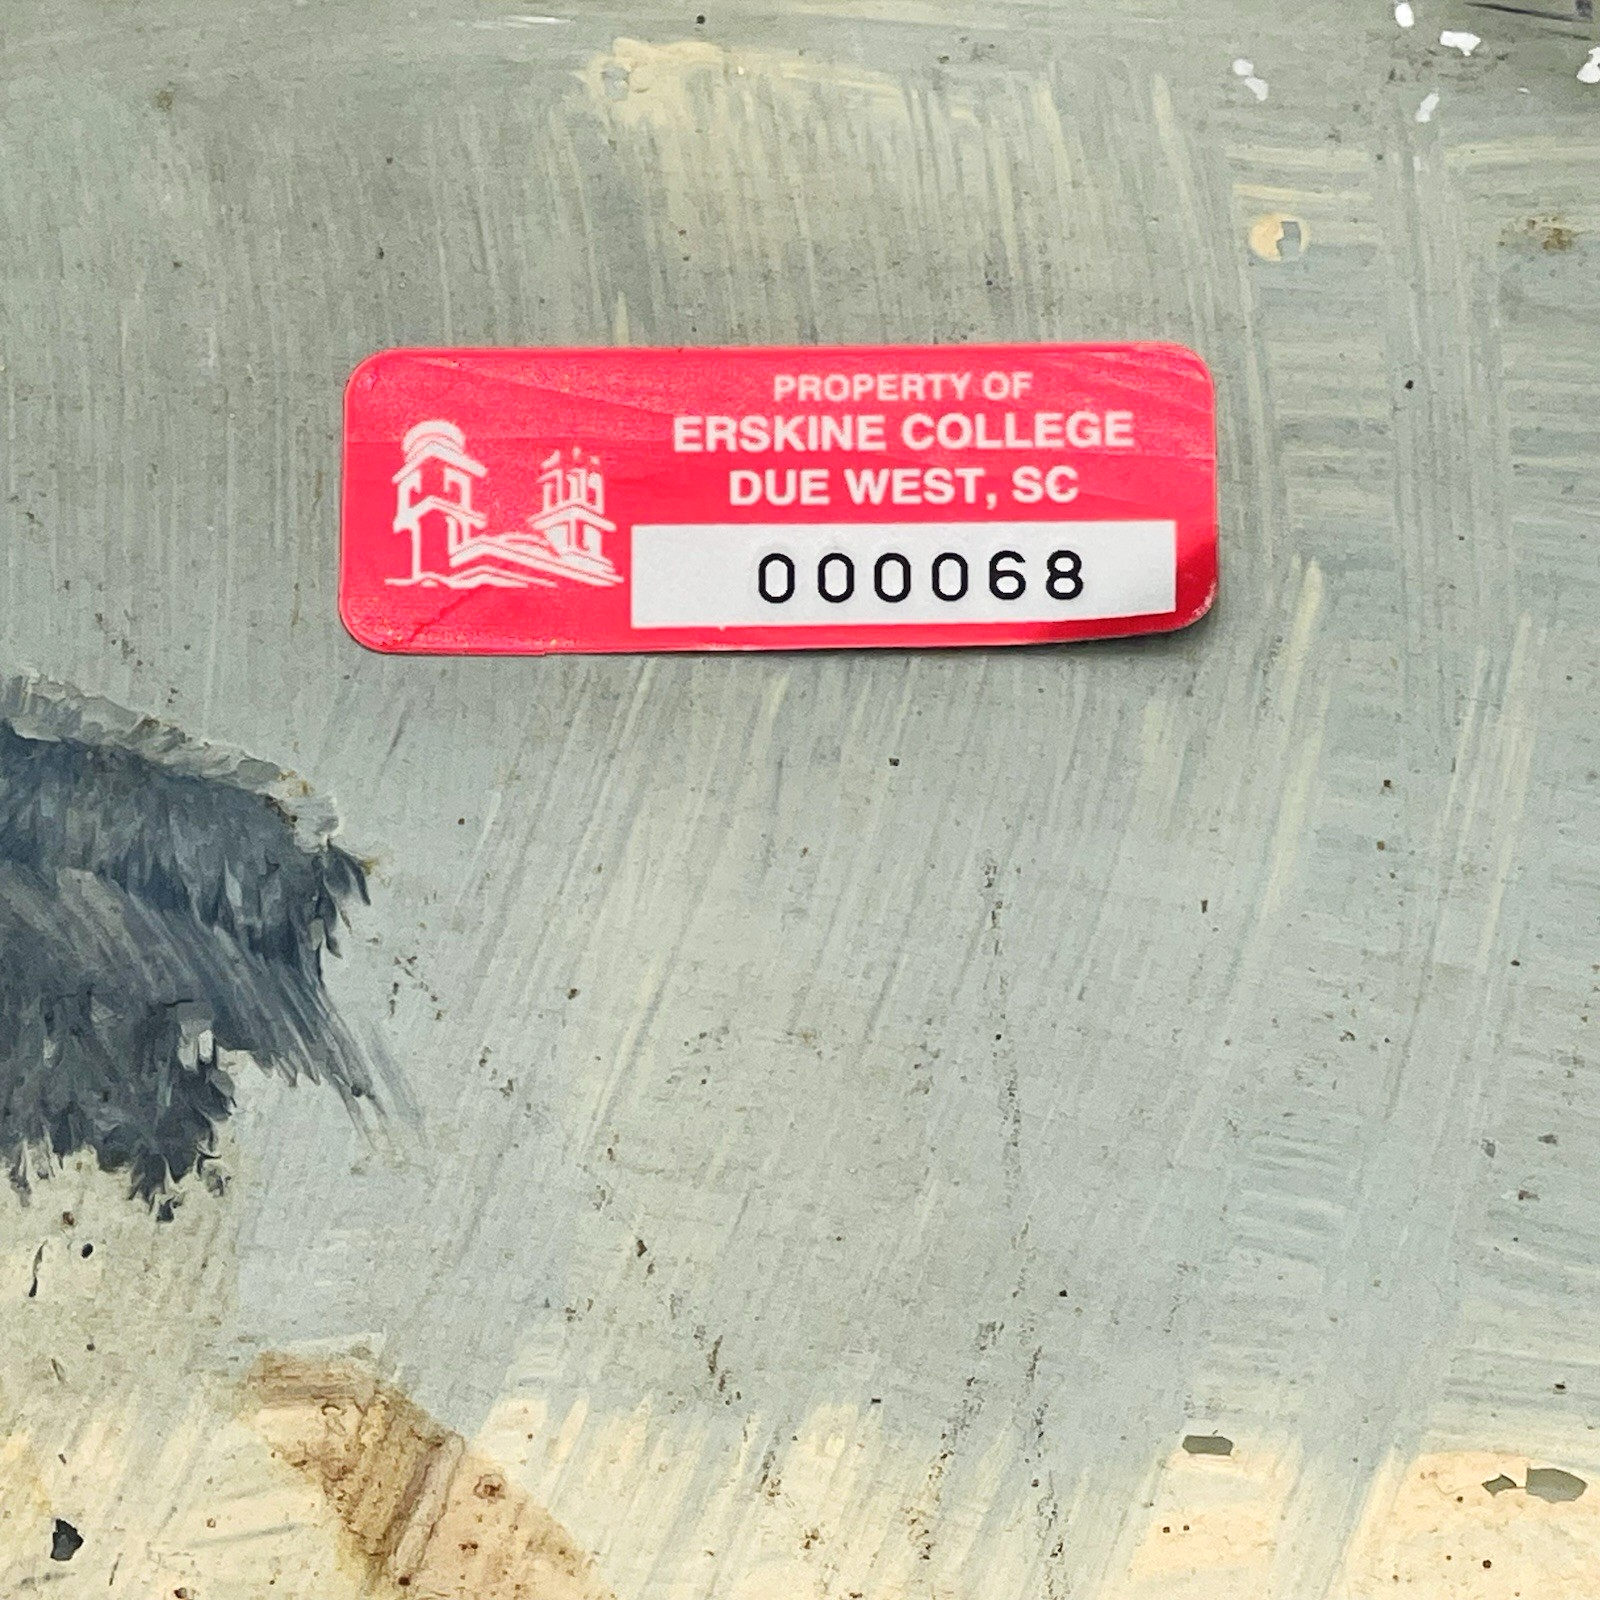 PROPERTY OF
ERSKINE COLLEGE
DUE WEST, SC
000068